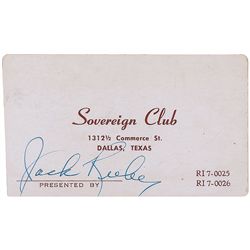 Sovereign Club
1312½ Commerce St.
DALLAS, TEXAS
Jack Ruby
PRESENTED BY
RI 7-0025
RI 7-0026